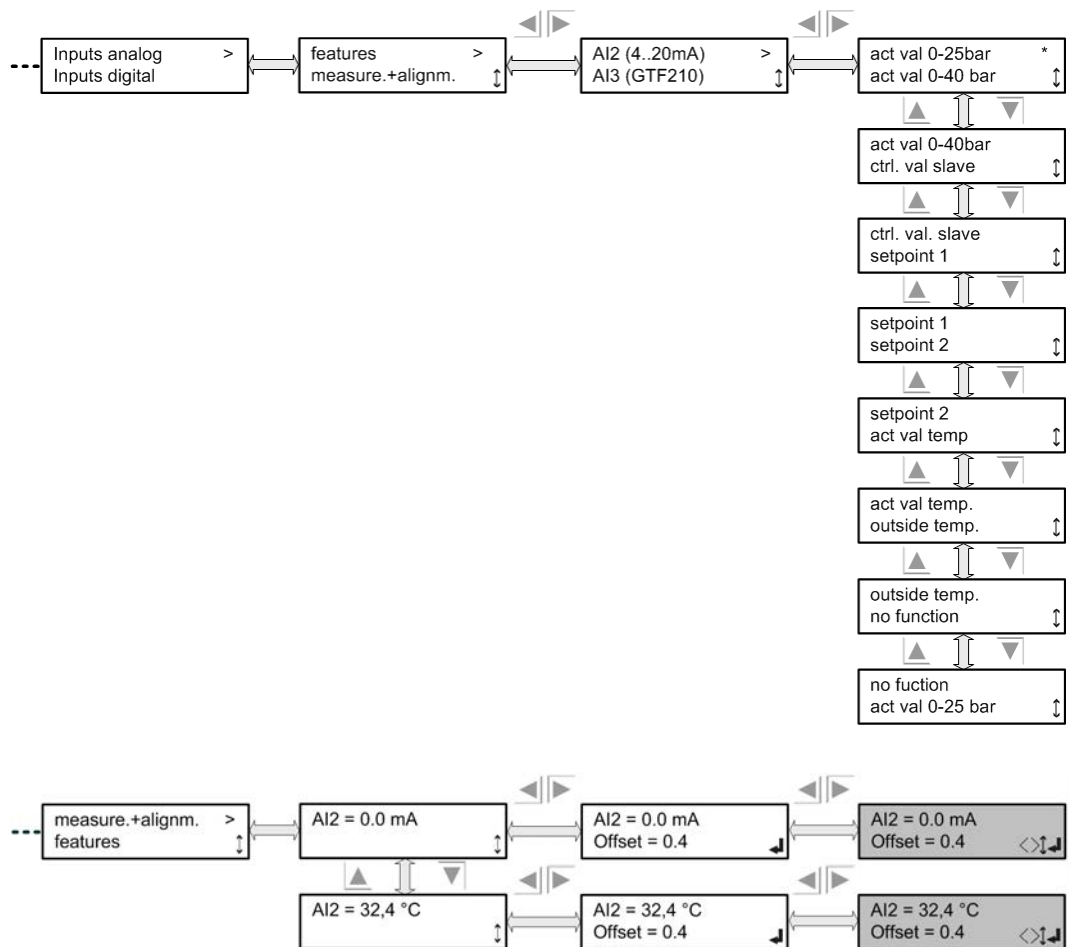 Inputs analog >
Inputs digital
features >
measure.+alignm.
AI2 (4..20mA) >
AI3 (GTF210)
act val 0-25bar *
act val 0-40 bar
act val 0-40bar
ctrl. val slave
ctrl. val. slave
setpoint 1
setpoint 1
setpoint 2
setpoint 2
act val temp
act val temp.
outside temp.
outside temp.
no function
no fuction
act val 0-25 bar
measure.+alignm. >
features
AI2 = 0.0 mA
AI2 = 0.0 mA
Offset = 0.4
AI2 = 0.0 mA
Offset = 0.4
AI2 = 32,4 °C
AI2 = 32,4 °C
Offset = 0.4
AI2 = 32,4 °C
Offset = 0.4